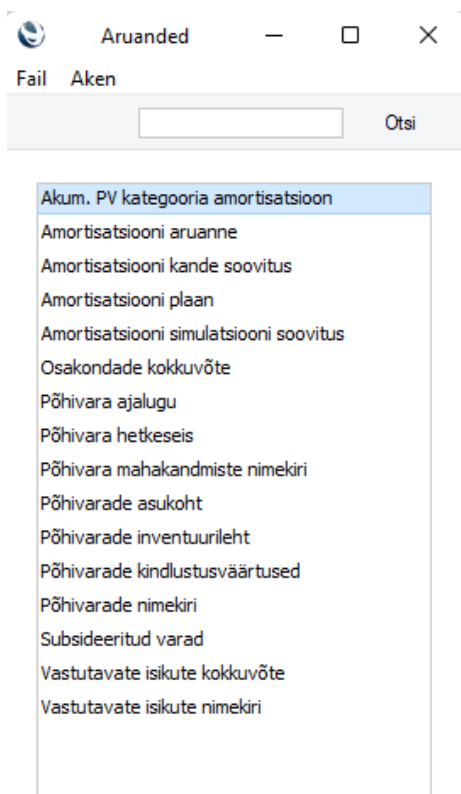 Aruanded
Fail Aken
Otsi
Akum. PV kategooria amortisatsioon
Amortisatsiooni aruanne
Amortisatsiooni kande soovitus
Amortisatsiooni plaan
Amortisatsiooni simulatsiooni soovitus
Osakondade kokkuvõte
Põhivara ajalugu
Põhivara hetkeseis
Põhivara mahakandmiste nimekiri
Põhivarade asukoht
Põhivarade inventuurileht
Põhivarade kindlustusväärtused
Põhivarade nimekiri
Subsideeritud varad
Vastutavate isikute kokkuvõte
Vastutavate isikute nimekiri